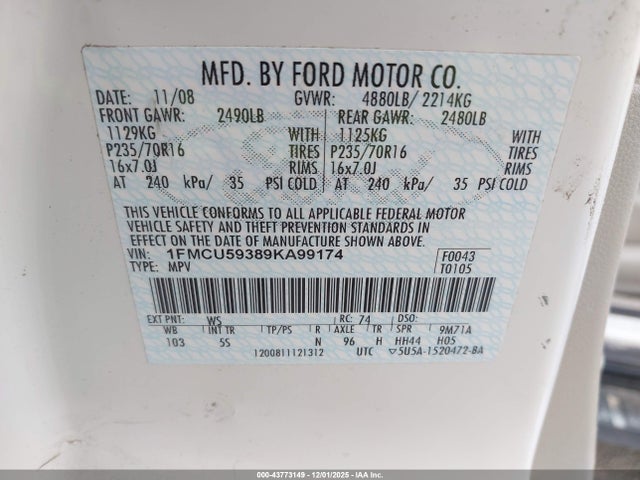 MFD. BY FORD MOTOR CO.
DATE: 11/08 GVWR: 4880LB/ 2214KG
FRONT GAWR: 2490LB REAR GAWR: 2480LB
1129KG WITH 1125KG WITH
P235/70R16 TIRES P235/70R16 TIRES
16x7.0J RIMS 16x7.0J RIMS
AT 240 kPa/ 35 PSI COLD AT 240 kPa/ 35 PSI COLD
THIS VEHICLE CONFORMS TO ALL APPLICABLE FEDERAL MOTOR
VEHICLE SAFETY AND THEFT PREVENTION STANDARDS IN
EFFECT ON THE DATE OF MANUFACTURE SHOWN ABOVE.
VIN: 1FMCU59389KA99174 F0043
TYPE: MPV T0105
EXT PNT: WS RC: 74 DSO:
WB INT TR TP/PS R AXLE TR SPR 9M71A
103 5S N 96 H HH44 H05
1200811121312 UTC ▽5U5A-1520472-BA
000-43773149 - 12/01/2025 - IAA Inc.